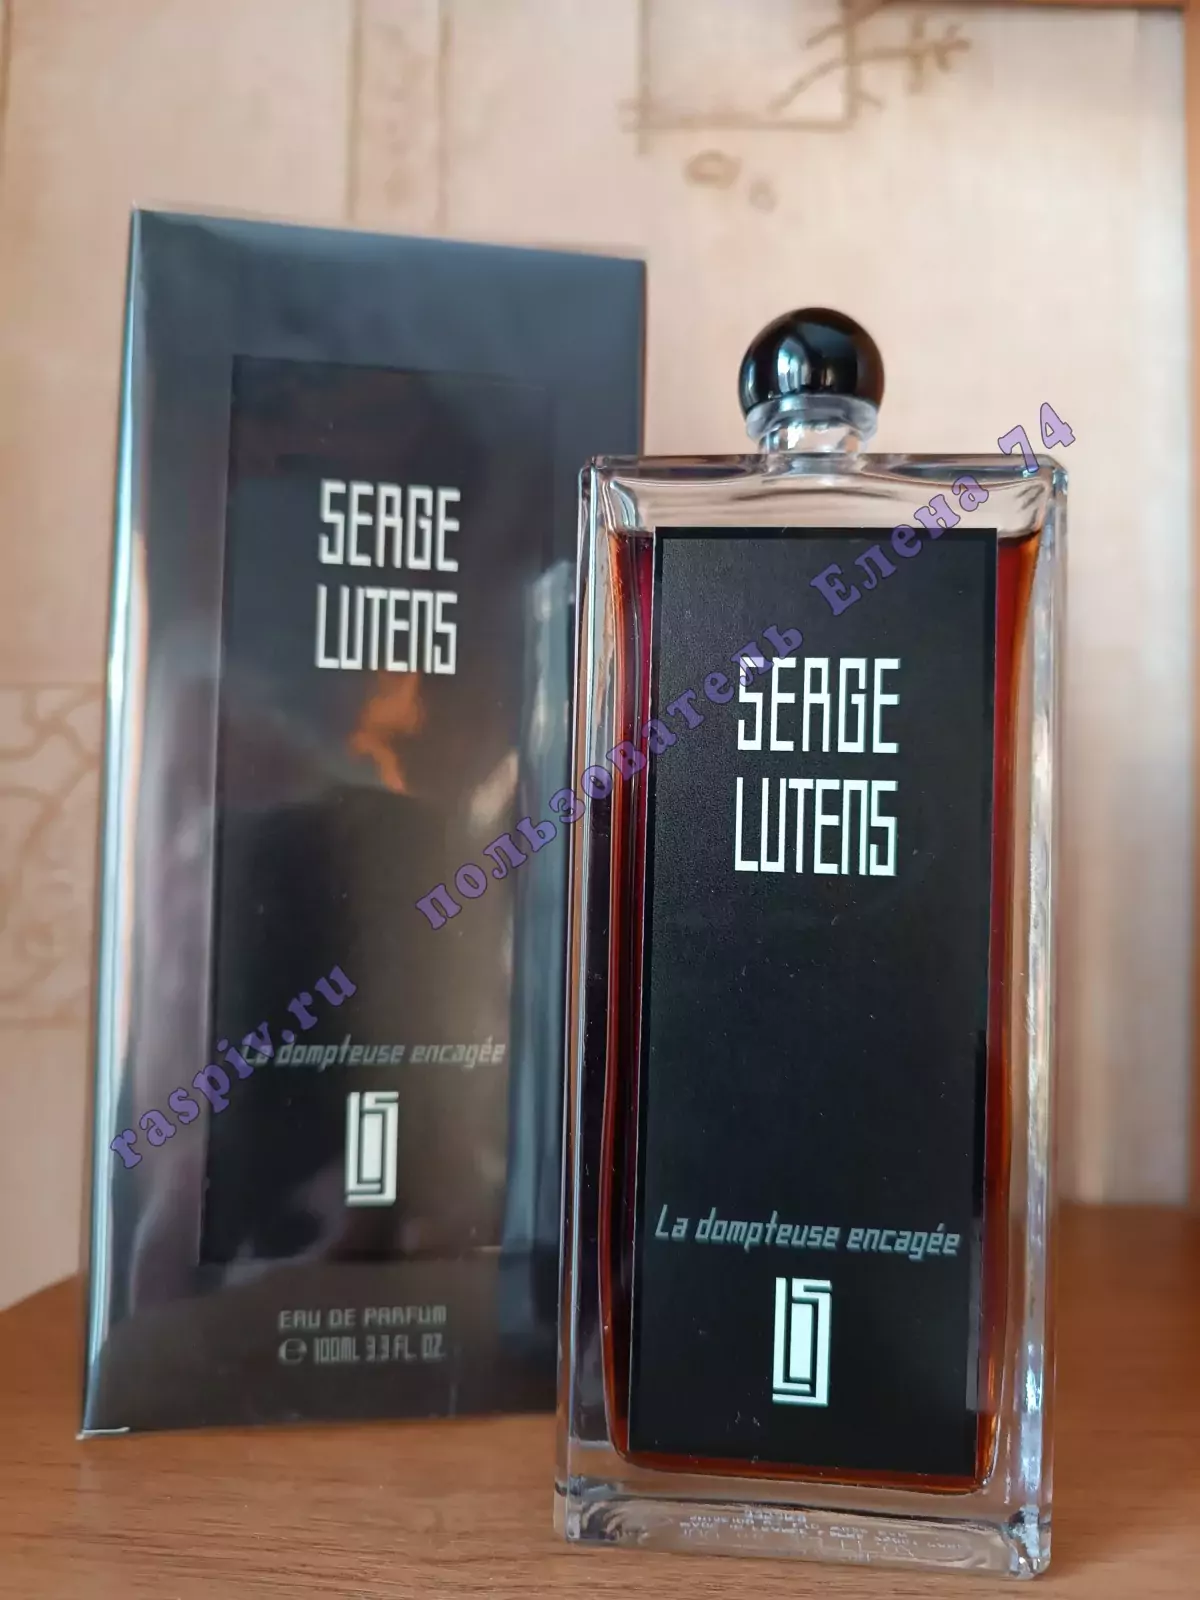 SERGE
LUTENS
La dompteuse encagée
EAU DE PARFUM
e 100ML 3.3 FL. OZ.
SERGE
LUTENS
La dompteuse encagée
raspiv.ru пользователь Елена 74